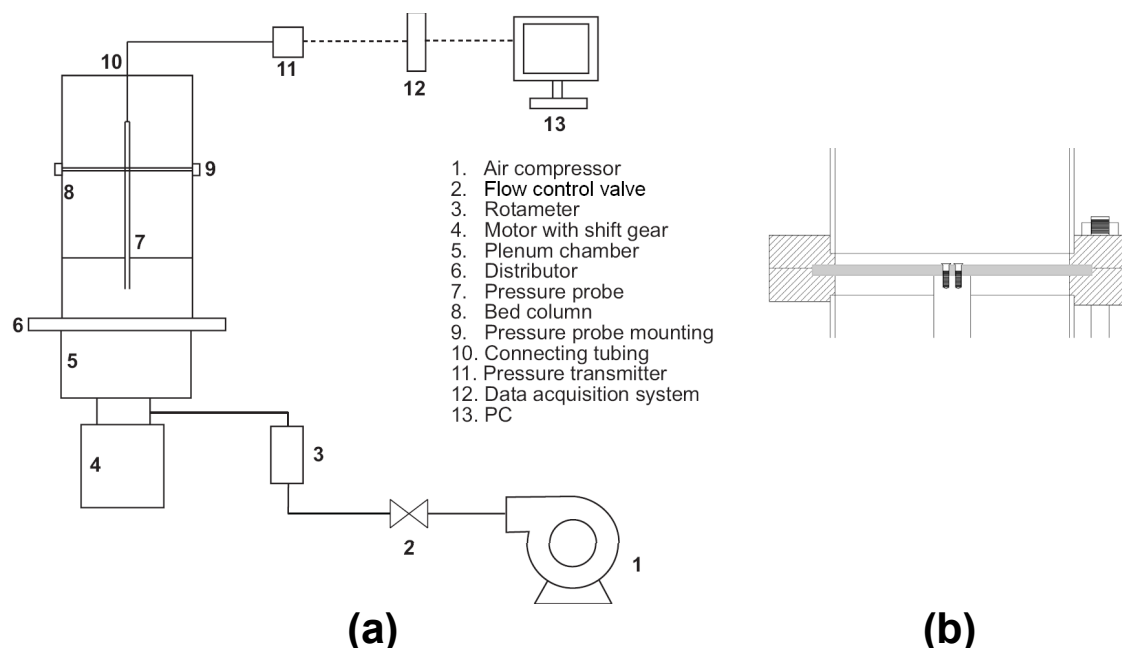 10
11
12
13
9
8
7
6
5
4
3
2
1
1. Air compressor
2. Flow control valve
3. Rotameter
4. Motor with shift gear
5. Plenum chamber
6. Distributor
7. Pressure probe
8. Bed column
9. Pressure probe mounting
10. Connecting tubing
11. Pressure transmitter
12. Data acquisition system
13. PC
(a)
(b)